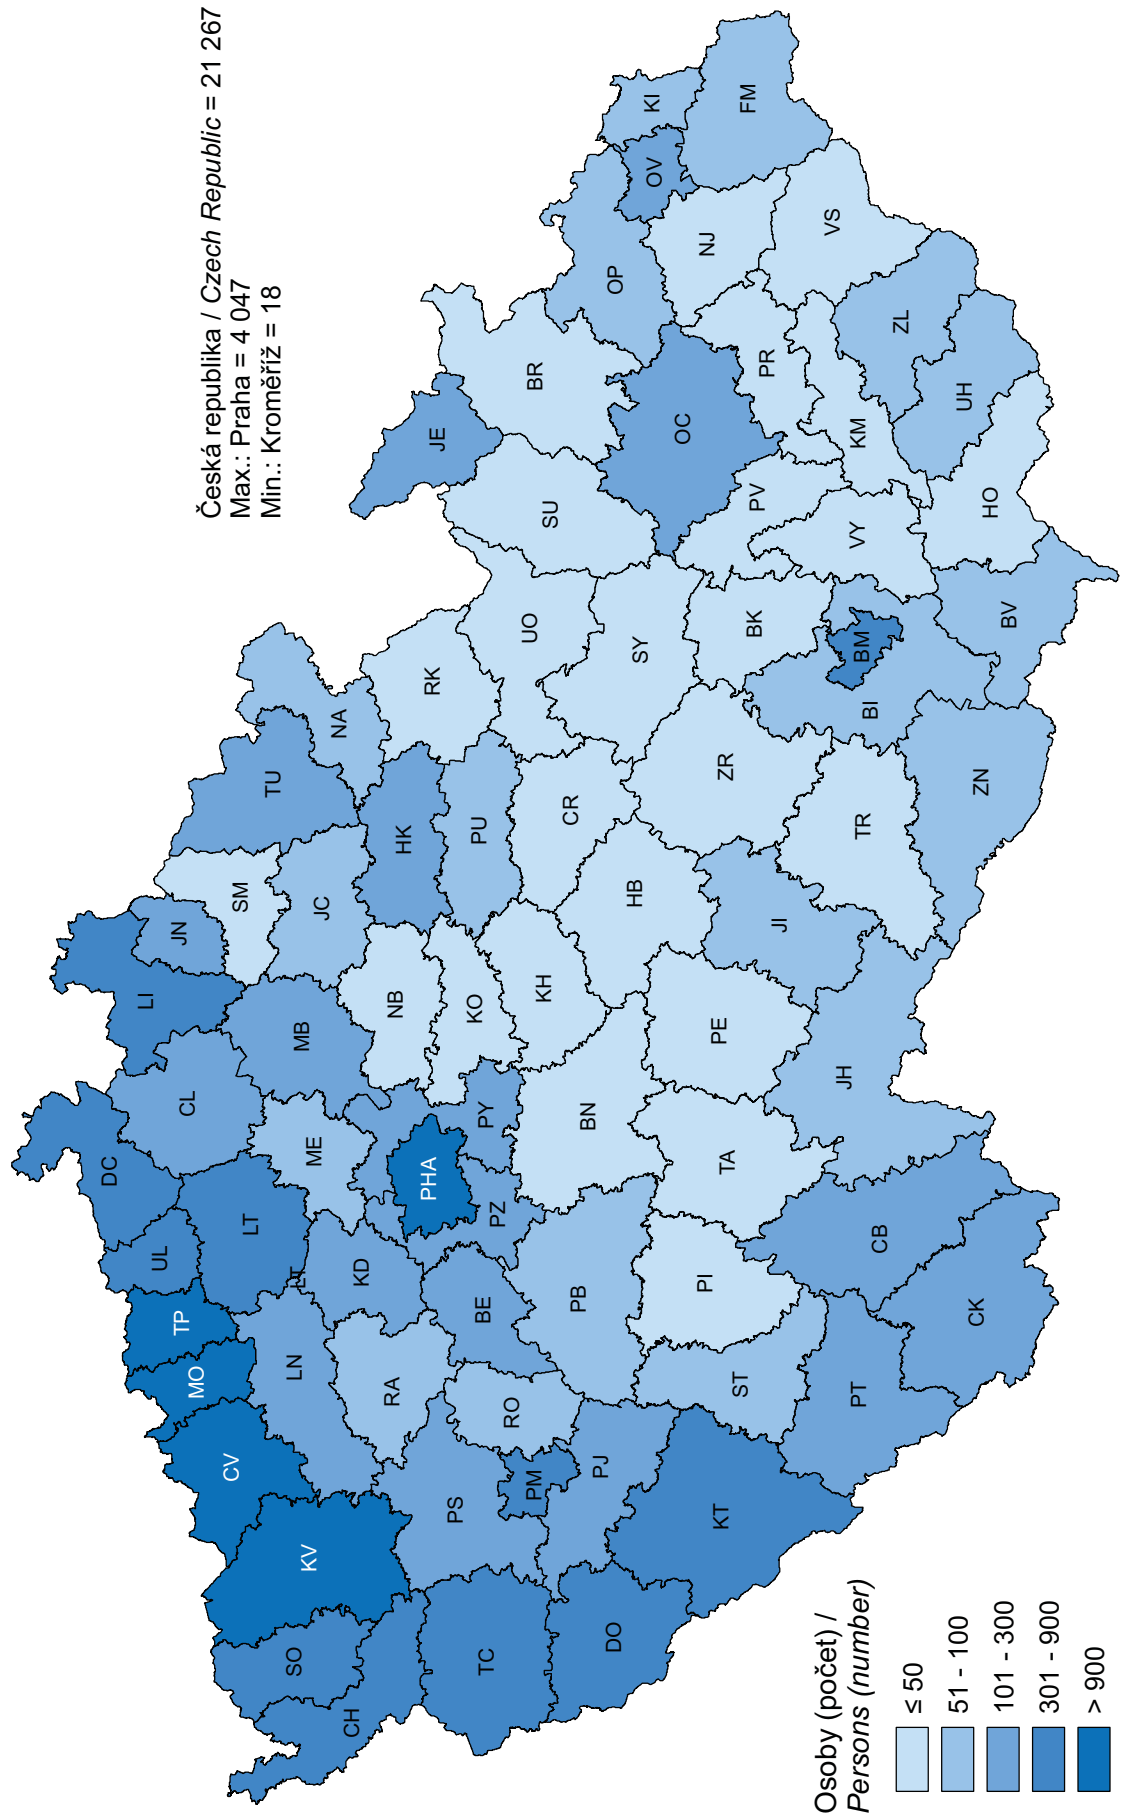 Česká republika / Czech Republic = 21 267
Max.: Praha = 4 047
Min.: Kroměříž = 18
DC
LI
UL
JN
TP
CL
MO
CV
SM
LT
TU
SO
LN
LT
MB
KV
ME
JC
NA
CH
KD
RA
NB
HK
PHA
RK
JE
PS
KO
PU
BE
TC
PY
PZ
RO
UO
PM
BR
KH
SU
CR
PB
BN
PJ
DO
OP
HB
SY
KI
OV
OC
PI
NJ
PE
KT
TA
ZR
ST
FM
BK
PV
PR
JI
VS
JH
VY
KM
PT
BM
TR
BI
CB
ZL
UH
CK
ZN
HO
BV
Osoby (počet) /
Persons (number)
≤ 50
51 - 100
101 - 300
301 - 900
> 900